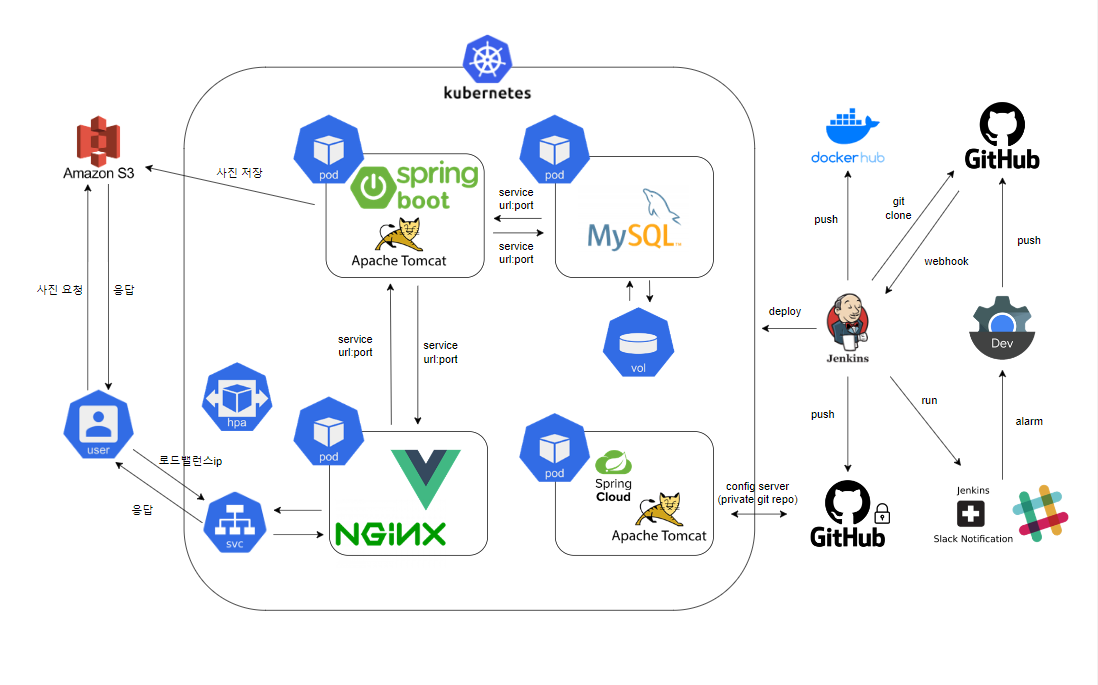 kubernetes
Amazon S3
사진 저장
pod
spring
boot
Apache Tomcat
service
url:port
service
url:port
pod
MySQL™
docker hub
GitHub
push
git
clone
webhook
push
사진 요청
응답
service
url:port
service
url:port
vol
deploy
Jenkins
Dev
hpa
user
로드밸런스ip
응답
svc
pod
NGINX
pod
Spring
Cloud
Apache Tomcat
config server
(private git repo)
push
run
alarm
GitHub
Jenkins
Slack Notification